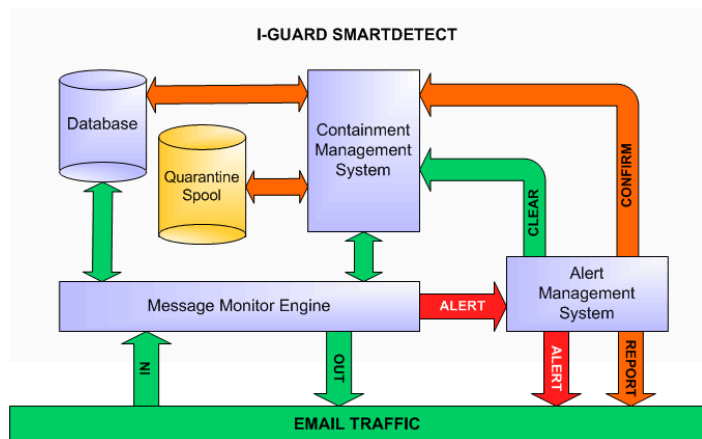 I-GUARD SMARTDETECT
Database
Containment
Management
System
Quarantine
Spool
CLEAR
CONFIRM
Message Monitor Engine
ALERT
Alert
Management
System
IN
OUT
ALERT
REPORT
EMAIL TRAFFIC